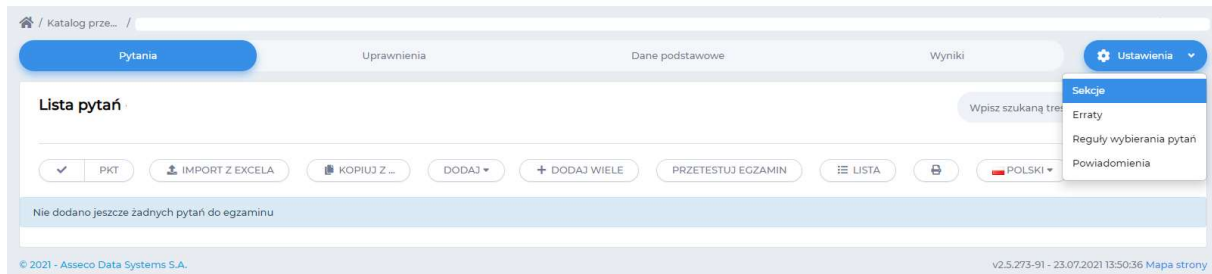 / Katalog prze... /
Pytania Uprawnienia Dane podstawowe Wyniki Ustawienia
Sekcje
Erraty
Reguły wybierania pytań
Powiadomienia
Lista pytań
Wpisz szukaną treś
PKT IMPORT Z EXCELA KOPIUJ Z ... DODAJ + DODAJ WIELE PRZETESTUJ EGZAMIN LISTA POLSKI
Nie dodano jeszcze żadnych pytań do egzaminu
© 2021 - Asseco Data Systems S.A. v2.5.273-91 - 23.07.2021 13:50:36 Mapa strony